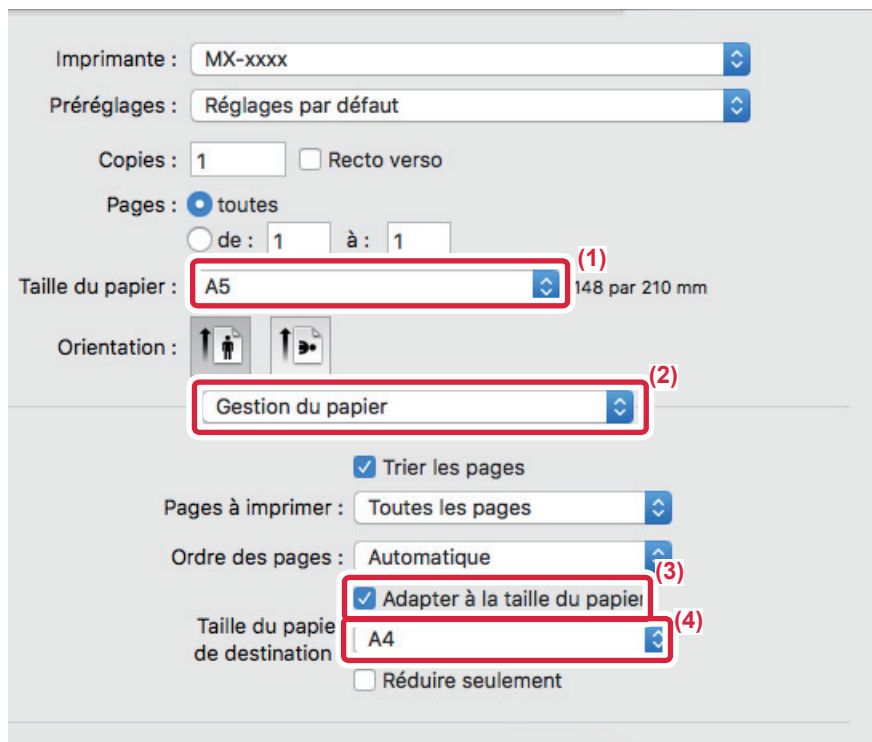 Imprimante : MX-xxxx
Préréglages : Réglages par défaut
Copies : 1 Recto verso
Pages : toutes
de : 1 à : 1
(1)
Taille du papier : A5 148 par 210 mm
Orientation :
(2)
Gestion du papier
Trier les pages
Pages à imprimer : Toutes les pages
Ordre des pages : Automatique
(3)
Adapter à la taille du papier
(4)
Taille du papie
de destination A4
Réduire seulement